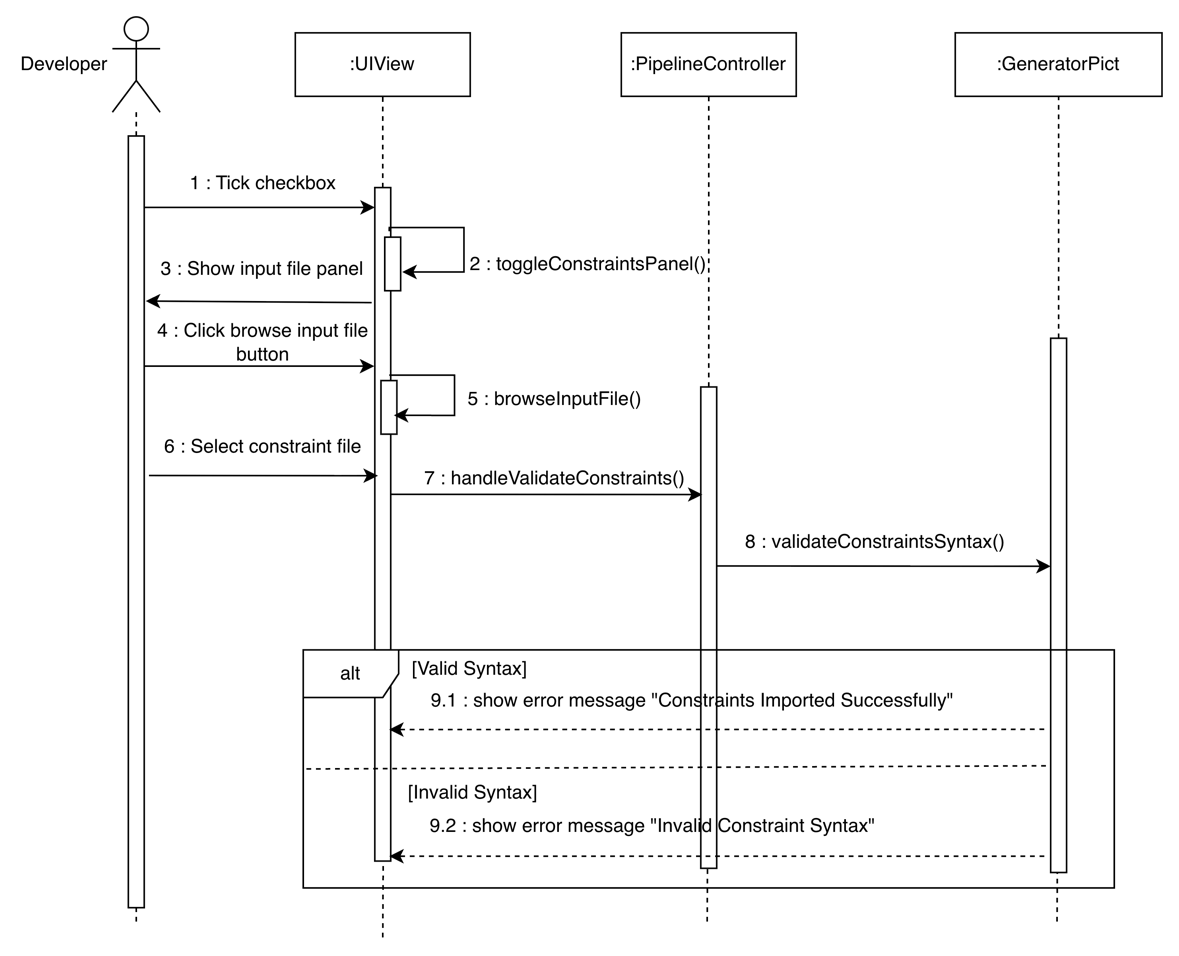 Developer
:UIView
:PipelineController
:GeneratorPict
1 : Tick checkbox
2 : toggleConstraintsPanel()
3 : Show input file panel
4 : Click browse input file
button
5 : browseInputFile()
6 : Select constraint file
7 : handleValidateConstraints()
8 : validateConstraintsSyntax()
alt
[Valid Syntax]
9.1 : show error message "Constraints Imported Successfully"
[Invalid Syntax]
9.2 : show error message "Invalid Constraint Syntax"